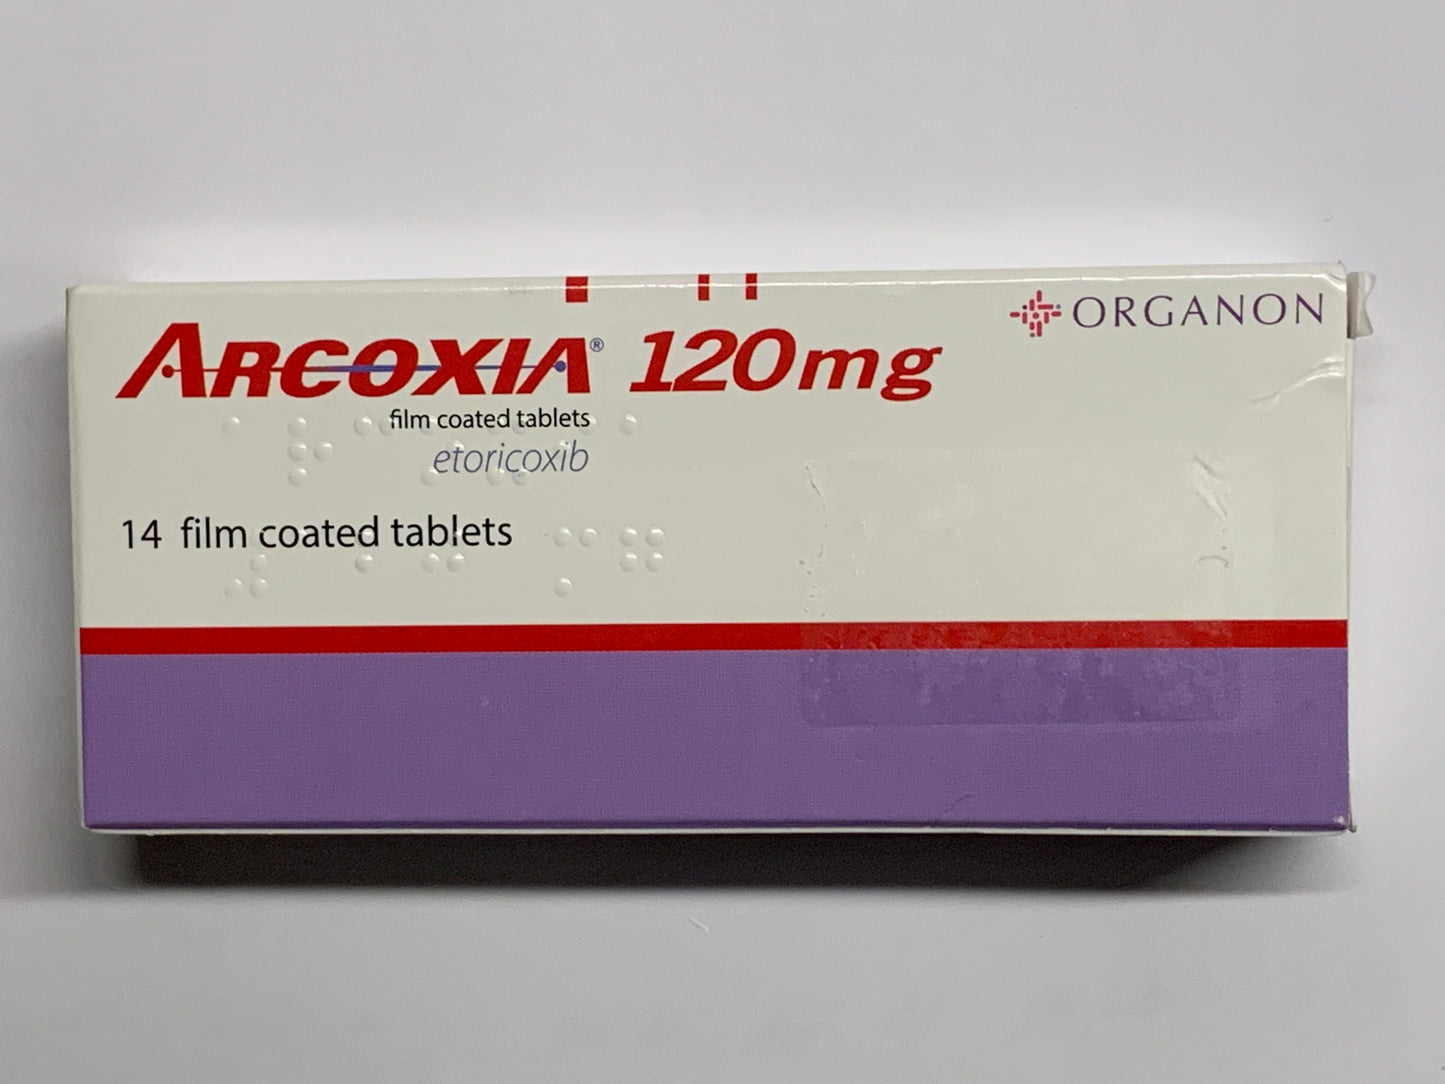 ORGANON
ARCOXIA® 120mg
film coated tablets
etoricoxib
14 film coated tablets